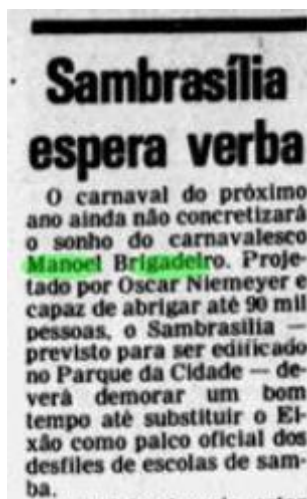 Sambrasília
espera verba
O carnaval do próximo
ano ainda não concretizará
o sonho do carnavalesco
Manoel Brigadeiro. Proje-
tado por Oscar Niemeyer e
capaz de abrigar até 90 mil
pessoas, o Sambrasília —
previsto para ser edificado
no Parque da Cidade — de-
verá demorar um bom
tempo até substituir o Ei-
xão como palco oficial dos
desfiles de escolas de sam-
ba.